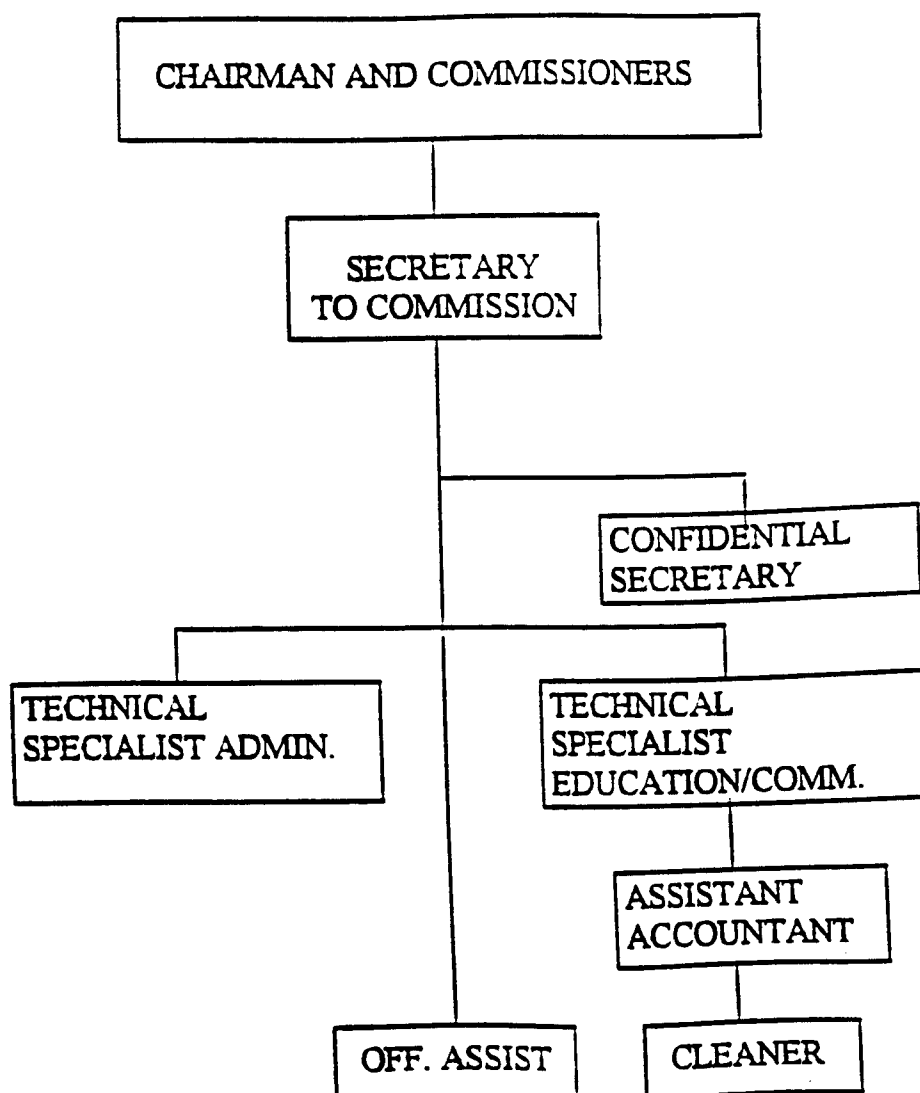 CHAIRMAN AND COMMISSIONERS
SECRETARY
TO COMMISSION
CONFIDENTIAL
SECRETARY
TECHNICAL
SPECIALIST ADMIN.
TECHNICAL
SPECIALIST
EDUCATION/COMM.
ASSISTANT
ACCOUNTANT
OFF. ASSIST
CLEANER